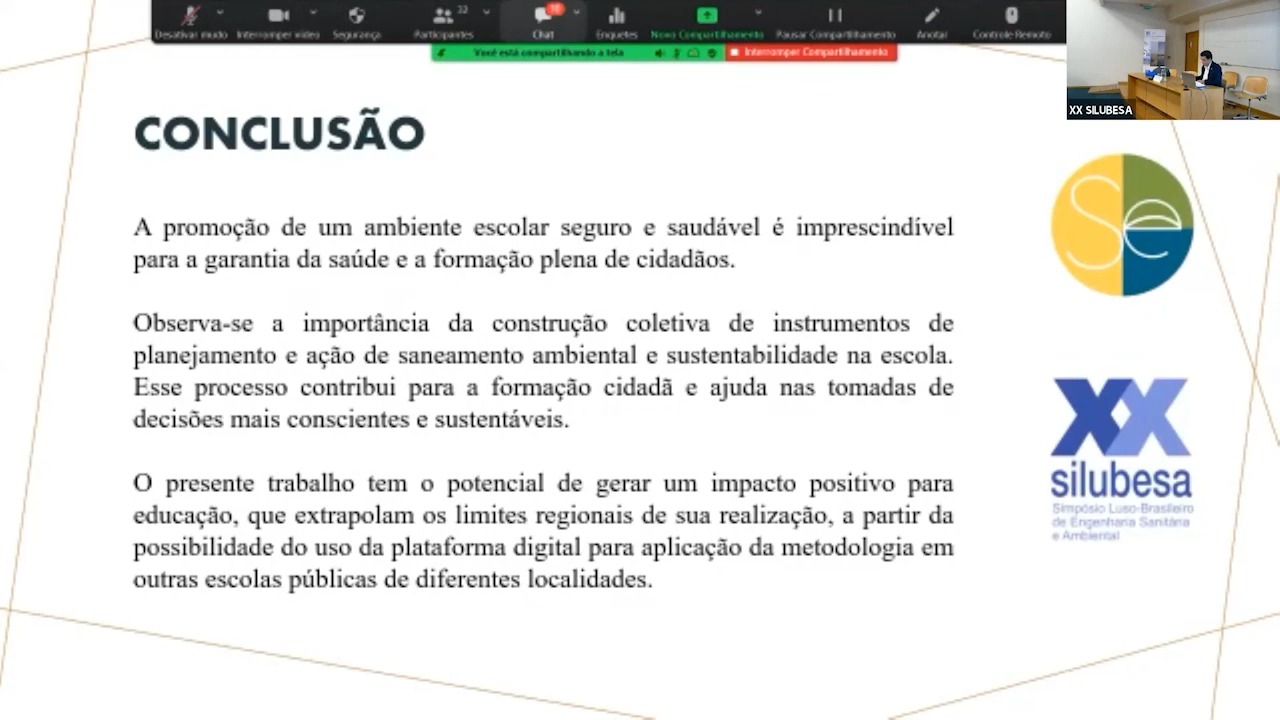 Desativar mudo
Interromper vídeo
Segurança
Participantes
32
Chat
Enquetes
Novo Compartilhamento
Pausar Compartilhamento
Anotar
Controle Remoto
Você está compartilhando a tela
Interromper Compartilhamento
XX SILUBESA
CONCLUSÃO
A promoção de um ambiente escolar seguro e saudável é imprescindível
para a garantia da saúde e a formação plena de cidadãos.
Observa-se a importância da construção coletiva de instrumentos de
planejamento e ação de saneamento ambiental e sustentabilidade na escola.
Esse processo contribui para a formação cidadã e ajuda nas tomadas de
decisões mais conscientes e sustentáveis.
O presente trabalho tem o potencial de gerar um impacto positivo para
educação, que extrapolam os limites regionais de sua realização, a partir da
possibilidade do uso da plataforma digital para aplicação da metodologia em
outras escolas públicas de diferentes localidades.
Se
XX
silubesa
Simpósio Luso-Brasileiro
de Engenharia Sanitária
e Ambiental